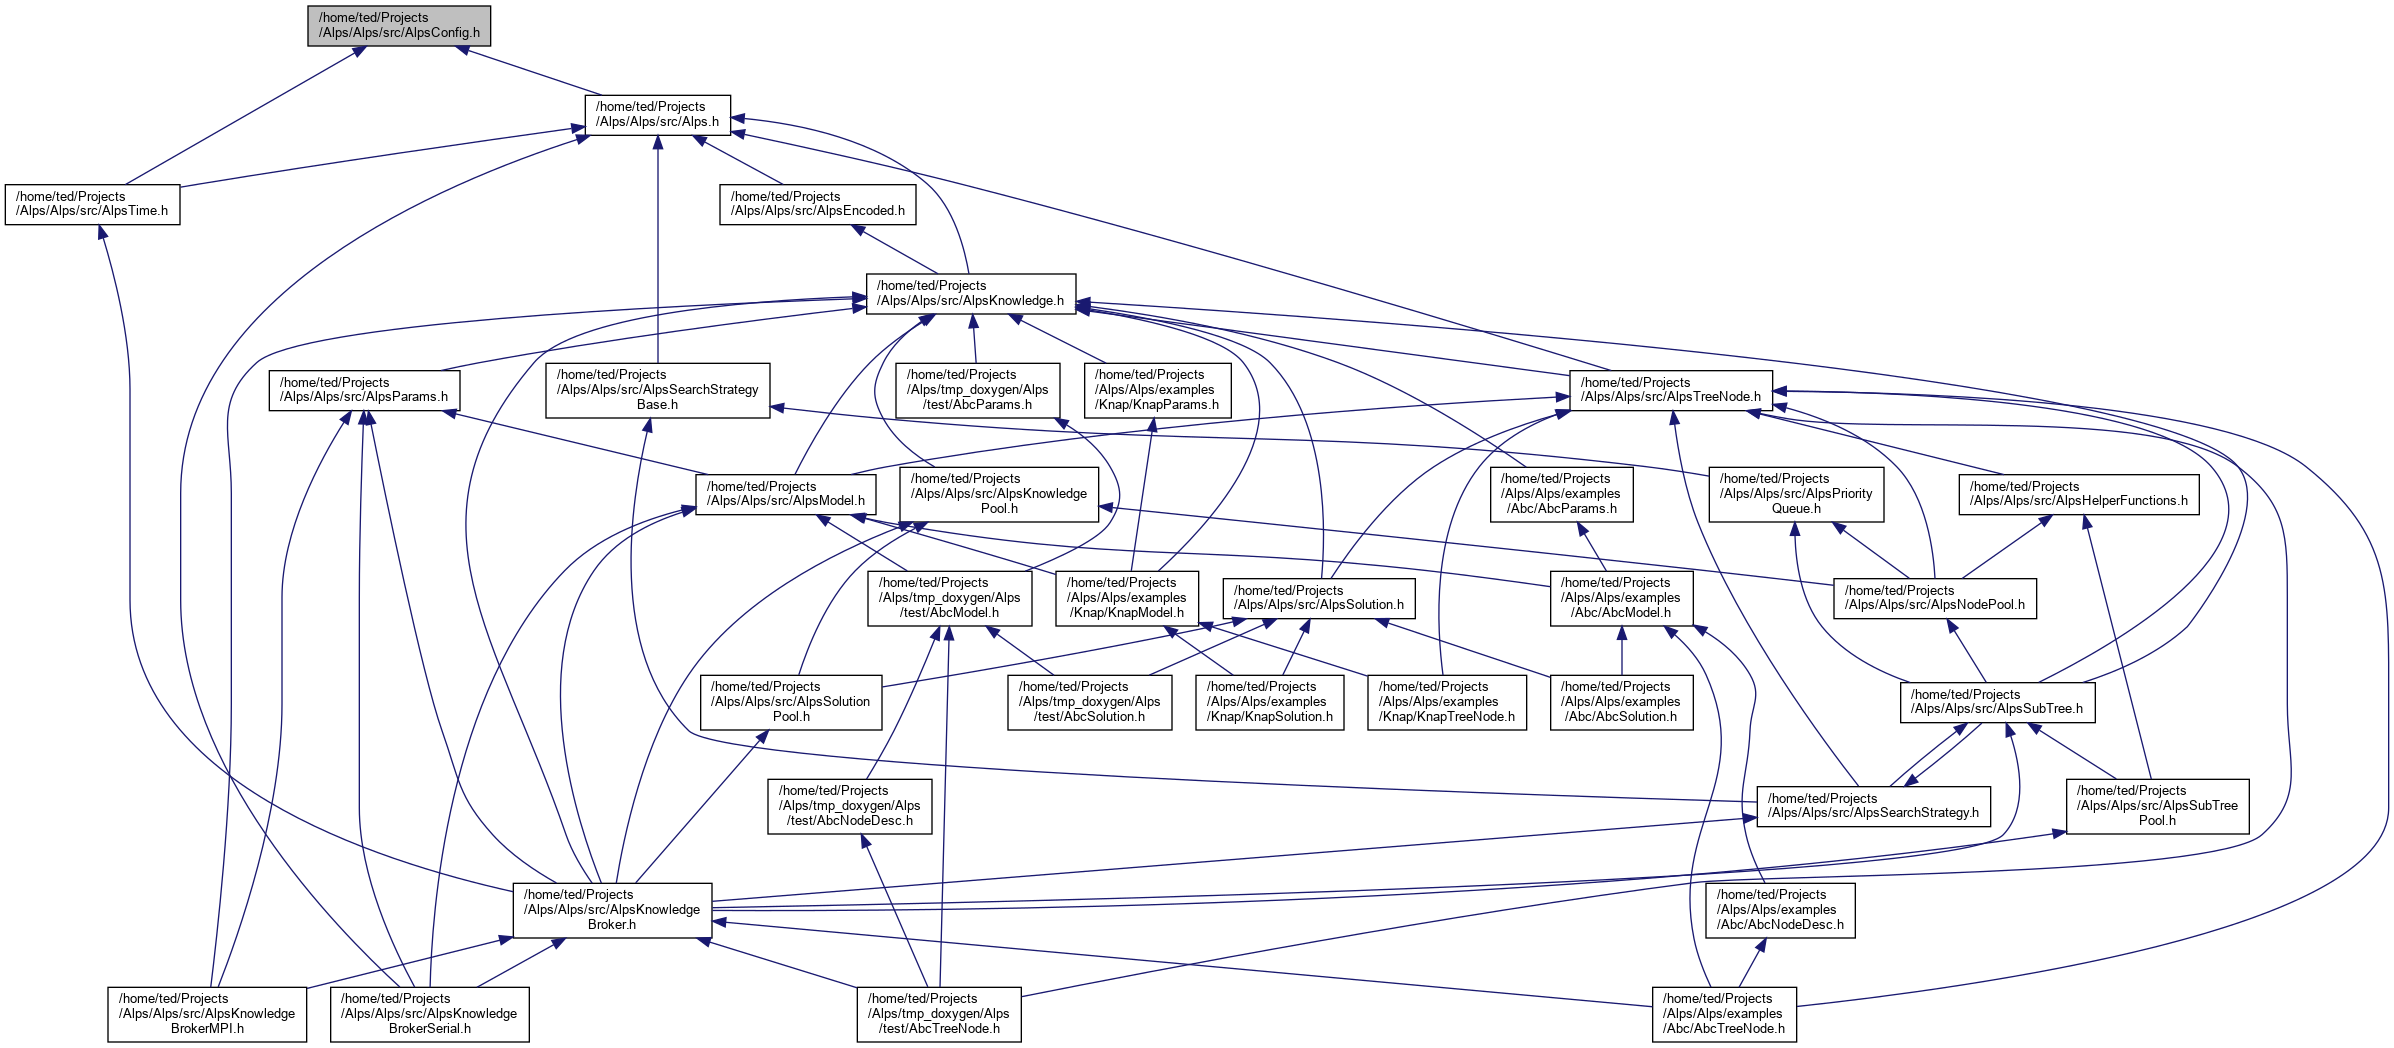 /home/ted/Projects
/Alps/Alps/src/AlpsConfig.h
/home/ted/Projects
/Alps/Alps/src/Alps.h
/home/ted/Projects
/Alps/Alps/src/AlpsTime.h
/home/ted/Projects
/Alps/Alps/src/AlpsEncoded.h
/home/ted/Projects
/Alps/Alps/src/AlpsKnowledge.h
/home/ted/Projects
/Alps/Alps/src/AlpsParams.h
/home/ted/Projects
/Alps/Alps/src/AlpsSearchStrategy
Base.h
/home/ted/Projects
/Alps/tmp_doxygen/Alps
/test/AbcParams.h
/home/ted/Projects
/Alps/Alps/examples
/Knap/KnapParams.h
/home/ted/Projects
/Alps/Alps/src/AlpsTreeNode.h
/home/ted/Projects
/Alps/Alps/src/AlpsModel.h
/home/ted/Projects
/Alps/Alps/src/AlpsKnowledge
Pool.h
/home/ted/Projects
/Alps/Alps/examples
/Abc/AbcParams.h
/home/ted/Projects
/Alps/Alps/src/AlpsPriority
Queue.h
/home/ted/Projects
/Alps/Alps/src/AlpsHelperFunctions.h
/home/ted/Projects
/Alps/tmp_doxygen/Alps
/test/AbcModel.h
/home/ted/Projects
/Alps/Alps/examples
/Knap/KnapModel.h
/home/ted/Projects
/Alps/Alps/src/AlpsSolution.h
/home/ted/Projects
/Alps/Alps/examples
/Abc/AbcModel.h
/home/ted/Projects
/Alps/Alps/src/AlpsNodePool.h
/home/ted/Projects
/Alps/Alps/src/AlpsSolution
Pool.h
/home/ted/Projects
/Alps/tmp_doxygen/Alps
/test/AbcSolution.h
/home/ted/Projects
/Alps/Alps/examples
/Knap/KnapSolution.h
/home/ted/Projects
/Alps/Alps/examples
/Knap/KnapTreeNode.h
/home/ted/Projects
/Alps/Alps/examples
/Abc/AbcSolution.h
/home/ted/Projects
/Alps/Alps/src/AlpsSubTree.h
/home/ted/Projects
/Alps/tmp_doxygen/Alps
/test/AbcNodeDesc.h
/home/ted/Projects
/Alps/Alps/src/AlpsSearchStrategy.h
/home/ted/Projects
/Alps/Alps/src/AlpsSubTree
Pool.h
/home/ted/Projects
/Alps/Alps/src/AlpsKnowledge
Broker.h
/home/ted/Projects
/Alps/Alps/examples
/Abc/AbcNodeDesc.h
/home/ted/Projects
/Alps/Alps/src/AlpsKnowledge
BrokerMPI.h
/home/ted/Projects
/Alps/Alps/src/AlpsKnowledge
BrokerSerial.h
/home/ted/Projects
/Alps/tmp_doxygen/Alps
/test/AbcTreeNode.h
/home/ted/Projects
/Alps/Alps/examples
/Abc/AbcTreeNode.h